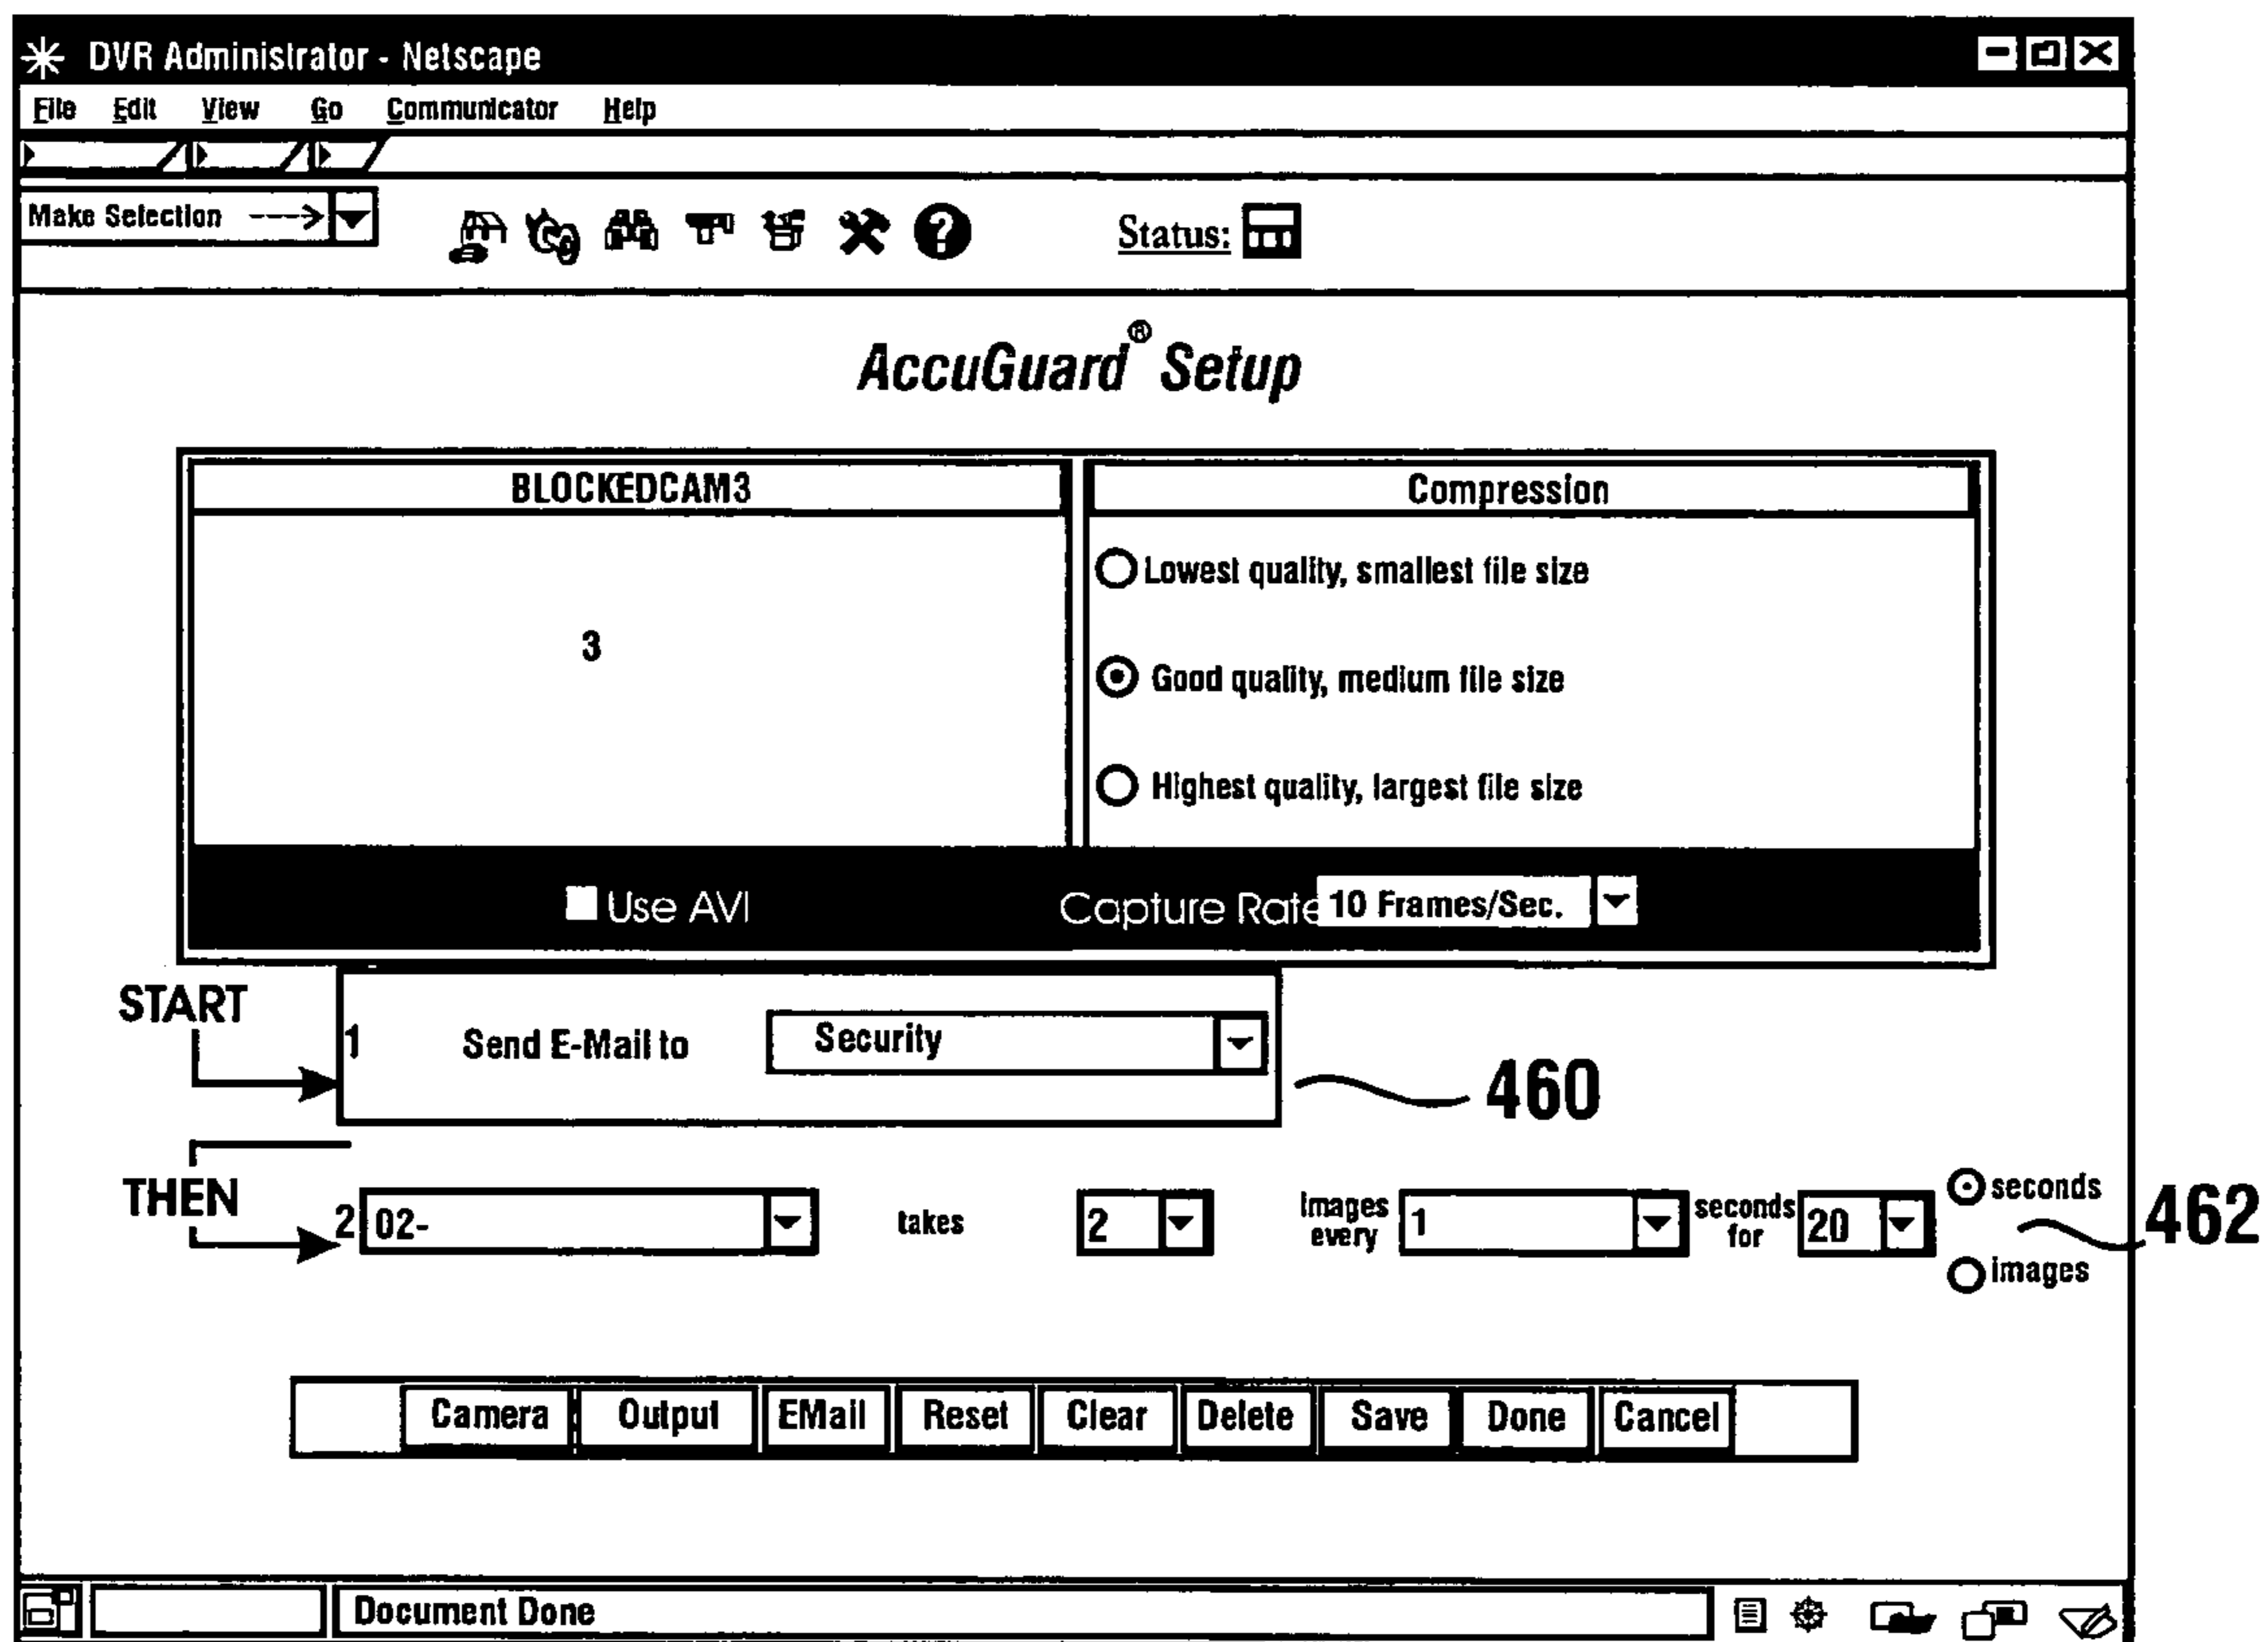 DVR Administrator - Netscape
File Edit View Go Communicator Help
Make Selection
Status:
AccuGuard® Setup
BLOCKEDCAM3
Compression
3
Lowest quality, smallest file size
Good quality, medium file size
Highest quality, largest file size
Use AVI
Capture Rate 10 Frames/Sec.
START
1 Send E-Mail to Security
460
THEN
2 02- takes 2 Images every 1 seconds for 20 seconds
images
462
Camera Output EMail Reset Clear Delete Save Done Cancel
Document Done